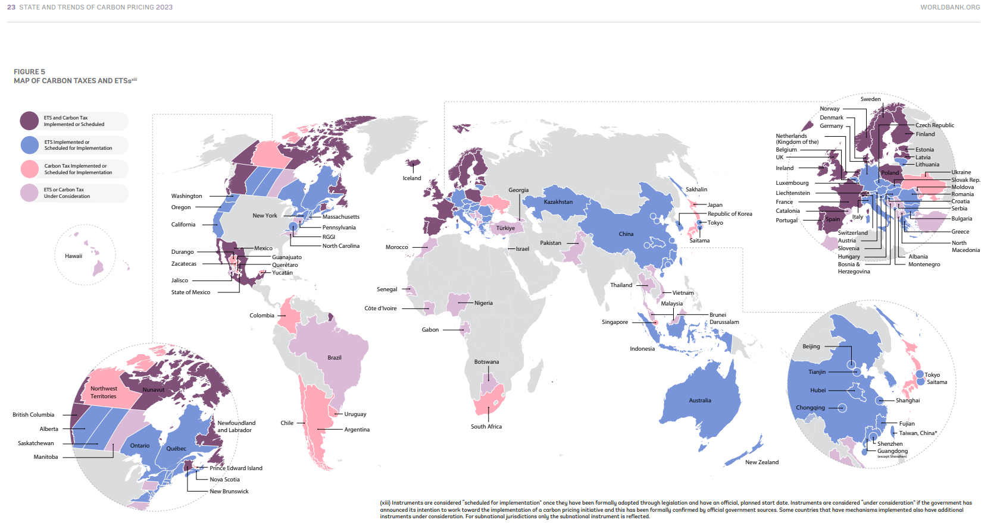 23 STATE AND TRENDS OF CARBON PRICING 2023
WORLDBANK.ORG
FIGURE 5
MAP OF CARBON TAXES AND ETSsxiii
ETS and Carbon Tax
Implemented or Scheduled
ETS Implemented or
Scheduled for Implementation
Carbon Tax Implemented or
Scheduled for Implementation
ETS or Carbon Tax
Under Consideration
Hawaii
Washington
Oregon
California
New York
Massachusetts
Pennsylvania
RGGI
North Carolina
Mexico
Durango
Guanajuato
Zacatecas
Querétaro
Yucatán
Jalisco
State of Mexico
Colombia
Brazil
Chile
Uruguay
Argentina
Iceland
Georgia
Kazakhstan
Türkiye
Morocco
Israel
Pakistan
China
Sakhalin
Japan
Republic of Korea
Tokyo
Saitama
Senegal
Côte d'Ivoire
Nigeria
Gabon
Botswana
South Africa
Thailand
Vietnam
Malaysia
Brunei
Darussalam
Singapore
Indonesia
Australia
New Zealand
Sweden
Norway
Denmark
Germany
Netherlands
(Kingdom of the)
Belgium
UK
Ireland
Luxembourg
Liechtenstein
France
Catalonia
Portugal
Spain
Italy
Poland
Czech Republic
Finland
Estonia
Latvia
Lithuania
Ukraine
Slovak Rep.
Moldova
Romania
Croatia
Serbia
Bulgaria
Greece
North
Macedonia
Albania
Montenegro
Switzerland
Austria
Slovenia
Hungary
Bosnia &
Herzegovina
Northwest
Territories
Nunavut
British Columbia
Alberta
Saskatchewan
Manitoba
Ontario
Québec
Newfoundland
and Labrador
Prince Edward Island
Nova Scotia
New Brunswick
Beijing
Tianjin
Hubei
Chongqing
Tokyo
Saitama
Shanghai
Fujian
Taiwan, China*
Shenzhen
Guangdong
(except Shenzhen)
(xiii) Instruments are considered "scheduled for implementation" once they have been formally adopted through legislation and have an official, planned start date. Instruments are considered "under consideration" if the government has
announced its intention to work toward the implementation of a carbon pricing initiative and this has been formally confirmed by official government sources. Some countries that have mechanisms implemented also have additional
instruments under consideration. For subnational jurisdictions only the subnational instrument is reflected.